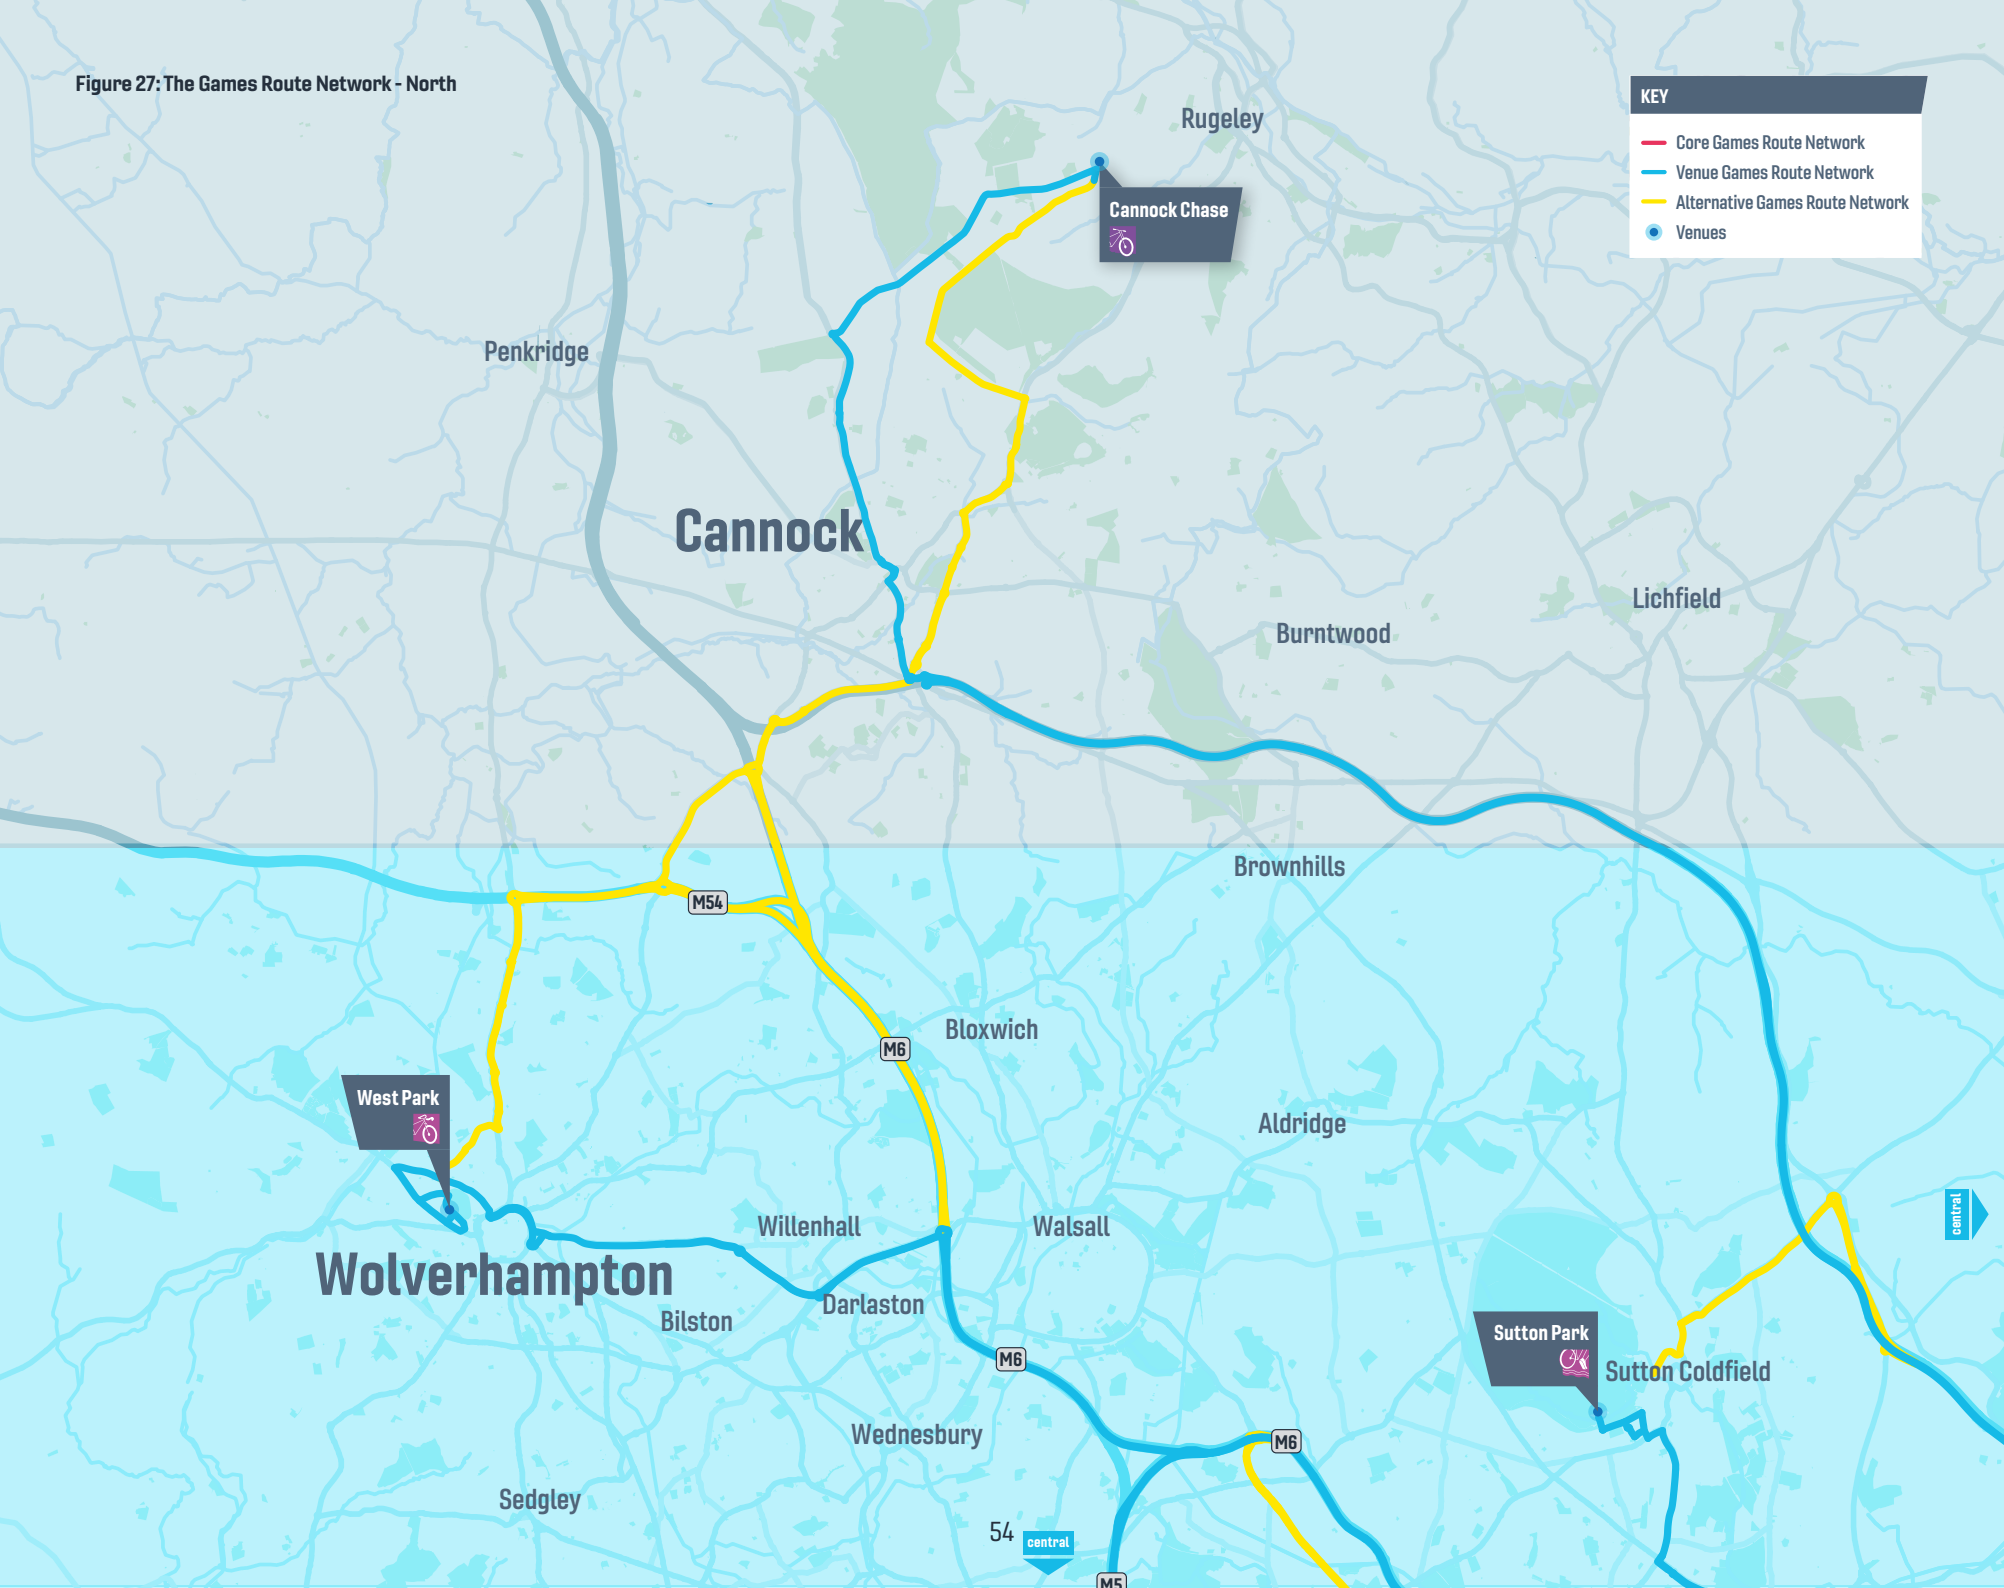 Figure 27: The Games Route Network - North
KEY
Core Games Route Network
Venue Games Route Network
Alternative Games Route Network
Venues
Rugeley
Cannock Chase
Penkridge
Cannock
Lichfield
Burntwood
Brownhills
M54
Bloxwich
M6
West Park
Aldridge
central
Willenhall
Walsall
Wolverhampton
Darlaston
Bilston
Sutton Park
M6
Sutton Coldfield
Wednesbury
M6
Sedgley
54
central
M5